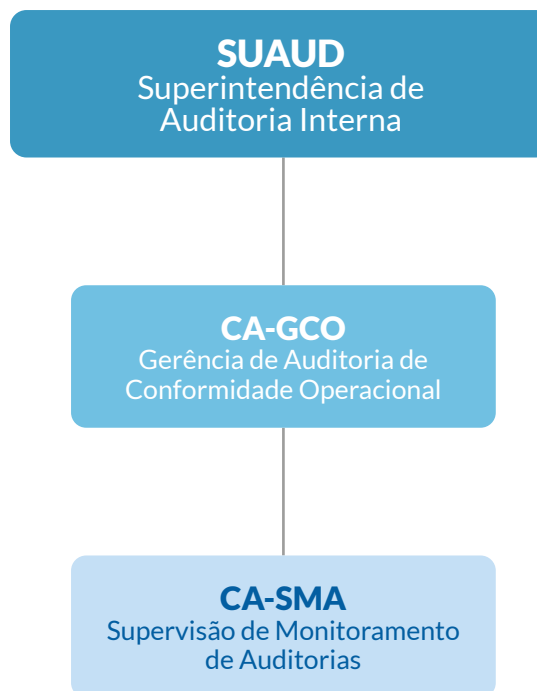 SUAUD
Superintendência de
Auditoria Interna
CA-GCO
Gerência de Auditoria de
Conformidade Operacional
CA-SMA
Supervisão de Monitoramento
de Auditorias